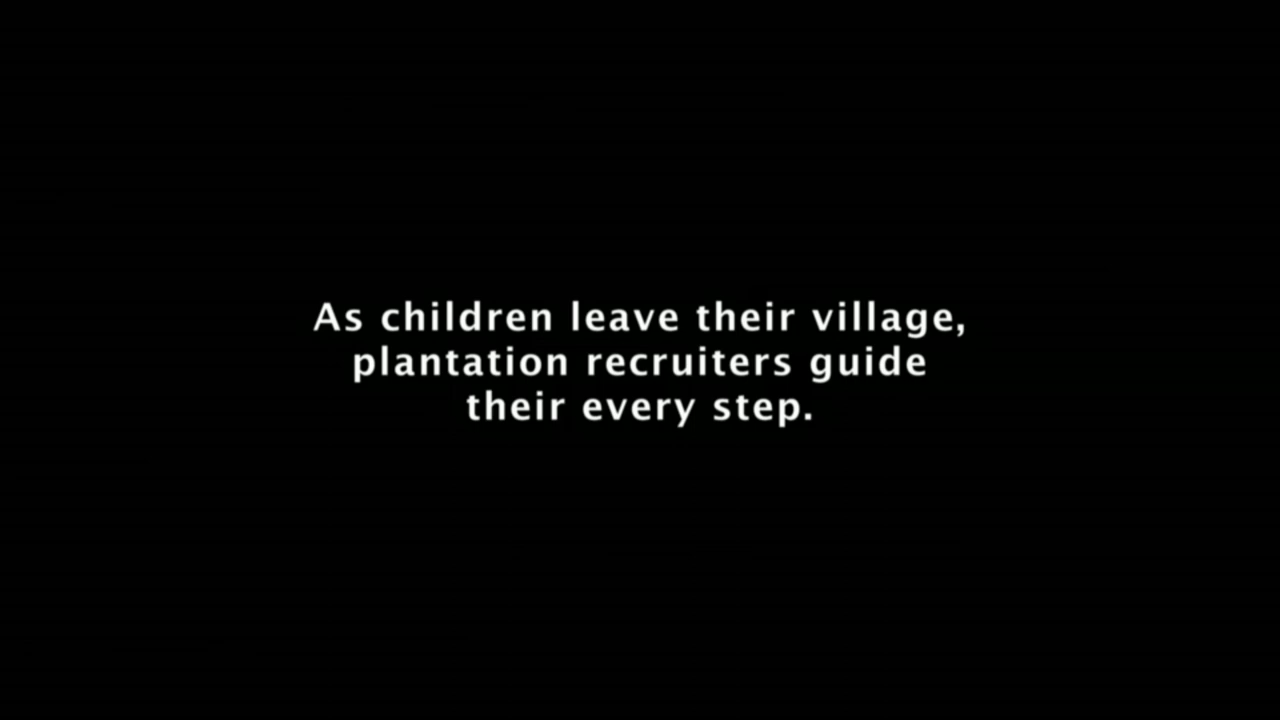 As children leave their village,
plantation recruiters guide
their every step.